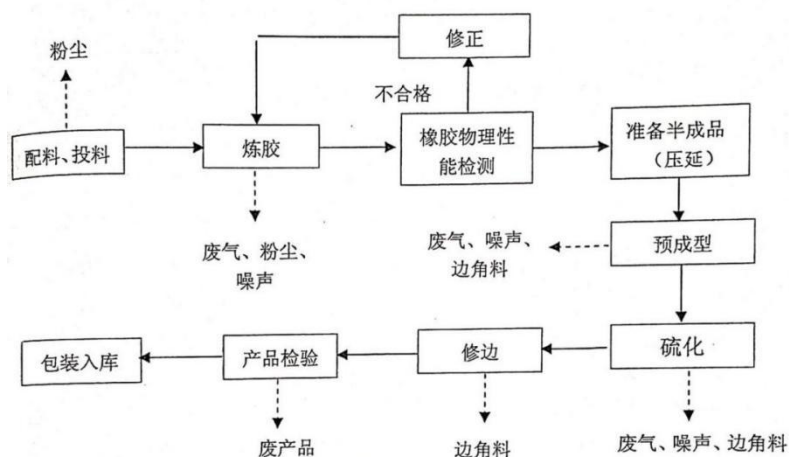 修正
粉尘
不合格
配料、投料
炼胶
橡胶物理性
能检测
准备半成品
（压延）
废气、粉尘、
噪声
废气、噪声、
边角料
预成型
包装入库
产品检验
修边
硫化
废产品
边角料
废气、噪声、边角料